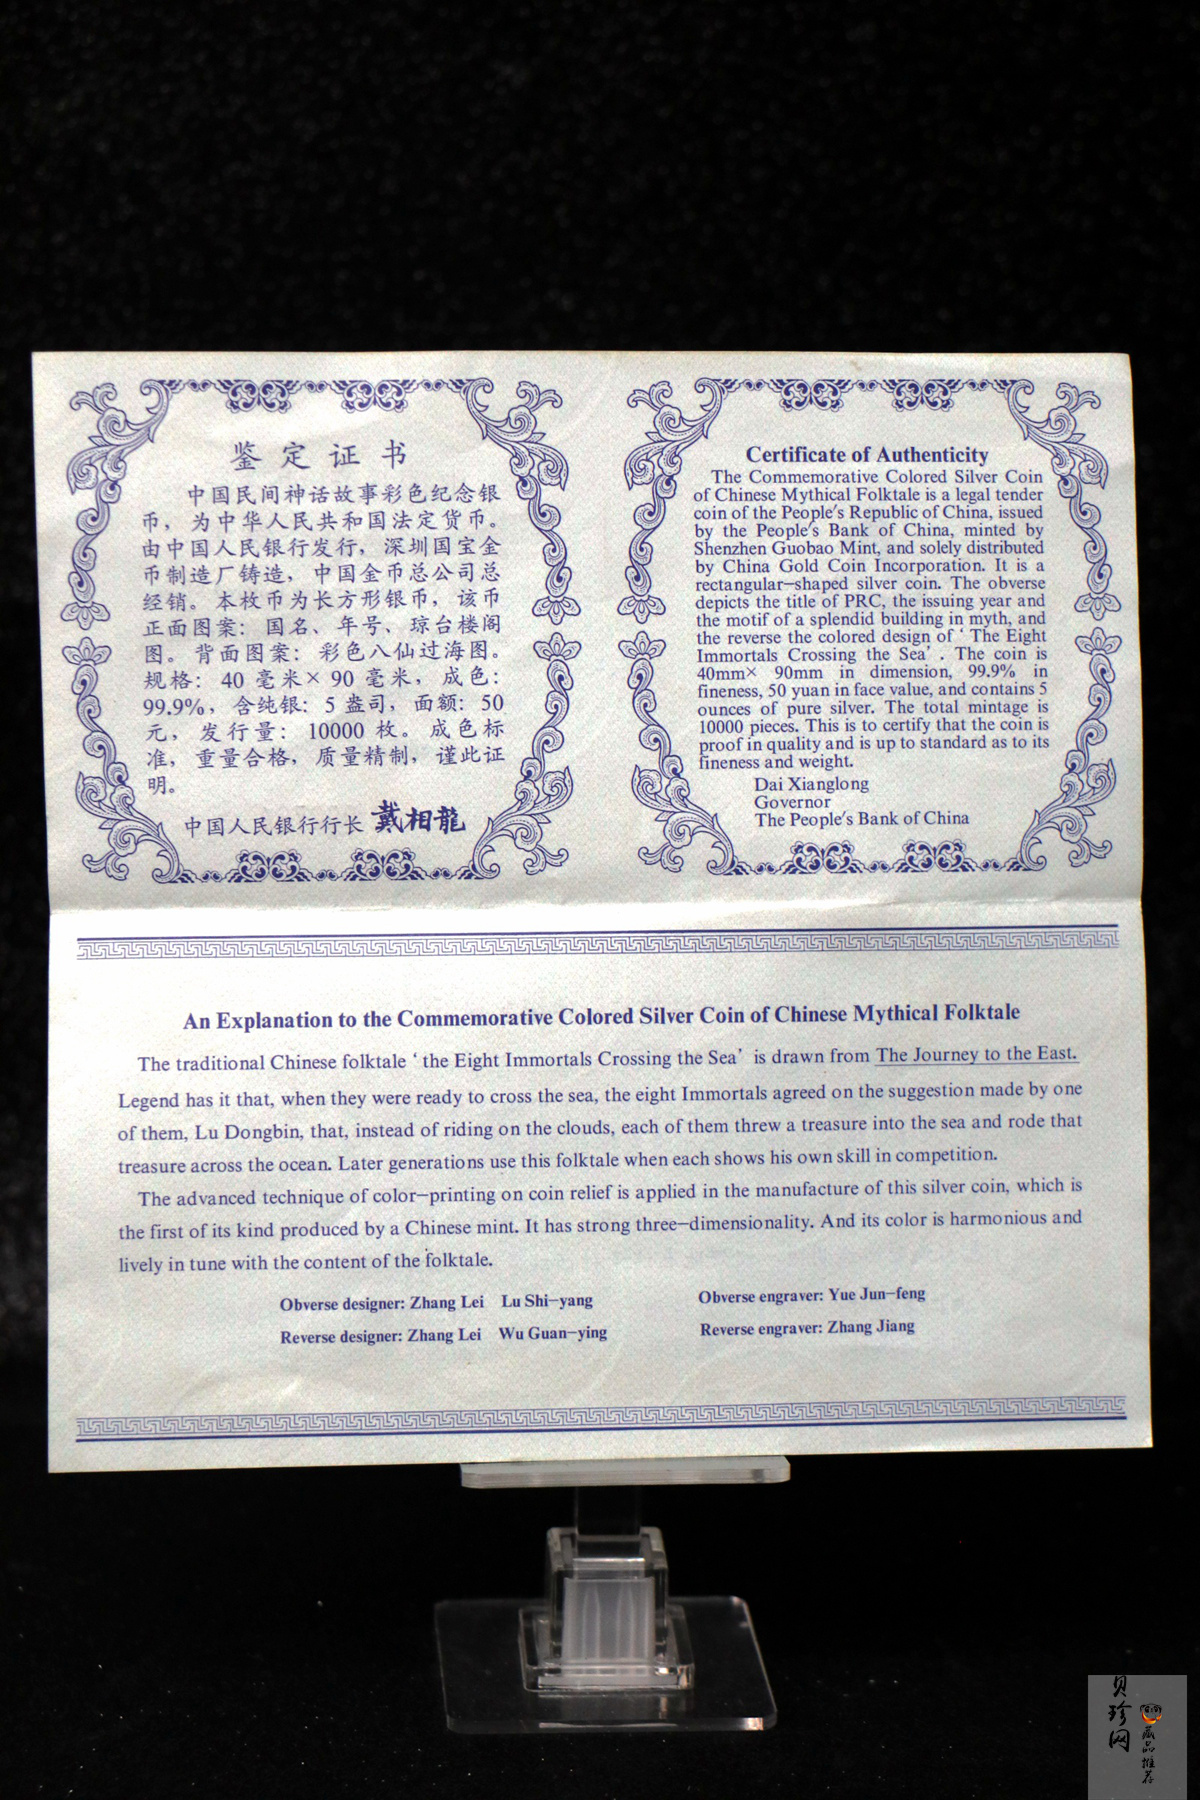 鉴定证书
中国民间神话故事彩色纪念银
币，为中华人民共和国法定货币。
由中国人民银行发行，深圳国宝金
币制造厂铸造，中国金币总公司总
经销。本枚币为长方形银币，该币
正面图案：国名、年号、琼台楼阁
图。背面图案：彩色八仙过海图。
规格：40毫米×90毫米，成色：
99.9%，含纯银：5盎司，面额：50
元，发行量：10000枚。成色标
准，重量合格，质量精制，谨此证
明。
中国人民银行行长 戴相龍
Certificate of Authenticity
The Commemorative Colored Silver Coin
of Chinese Mythical Folktale is a legal tender
coin of the People's Republic of China, issued
by the People's Bank of China, minted by
Shenzhen Guobao Mint, and solely distributed
by China Gold Coin Incorporation. It is a
rectangular-shaped silver coin. The obverse
depicts the title of PRC, the issuing year and
the motif of a splendid building in myth, and
the reverse the colored design of ‘The Eight
Immortals Crossing the Sea’. The coin is
40mm× 90mm in dimension, 99.9% in
fineness, 50 yuan in face value, and contains 5
ounces of pure silver. The total mintage is
10000 pieces. This is to certify that the coin is
proof in quality and is up to standard as to its
fineness and weight.
Dai Xianglong
Governor
The People's Bank of China
An Explanation to the Commemorative Colored Silver Coin of Chinese Mythical Folktale
The traditional Chinese folktale ‘the Eight Immortals Crossing the Sea’ is drawn from The Journey to the East.
Legend has it that, when they were ready to cross the sea, the eight Immortals agreed on the suggestion made by one
of them, Lu Dongbin, that, instead of riding on the clouds, each of them threw a treasure into the sea and rode that
treasure across the ocean. Later generations use this folktale when each shows his own skill in competition.
The advanced technique of color-printing on coin relief is applied in the manufacture of this silver coin, which is
the first of its kind produced by a Chinese mint. It has strong three-dimensionality. And its color is harmonious and
lively in tune with the content of the folktale.
Obverse designer: Zhang Lei Lu Shi-yang
Obverse engraver: Yue Jun-feng
Reverse designer: Zhang Lei Wu Guan-ying
Reverse engraver: Zhang Jiang
贝珍网
藏品推荐